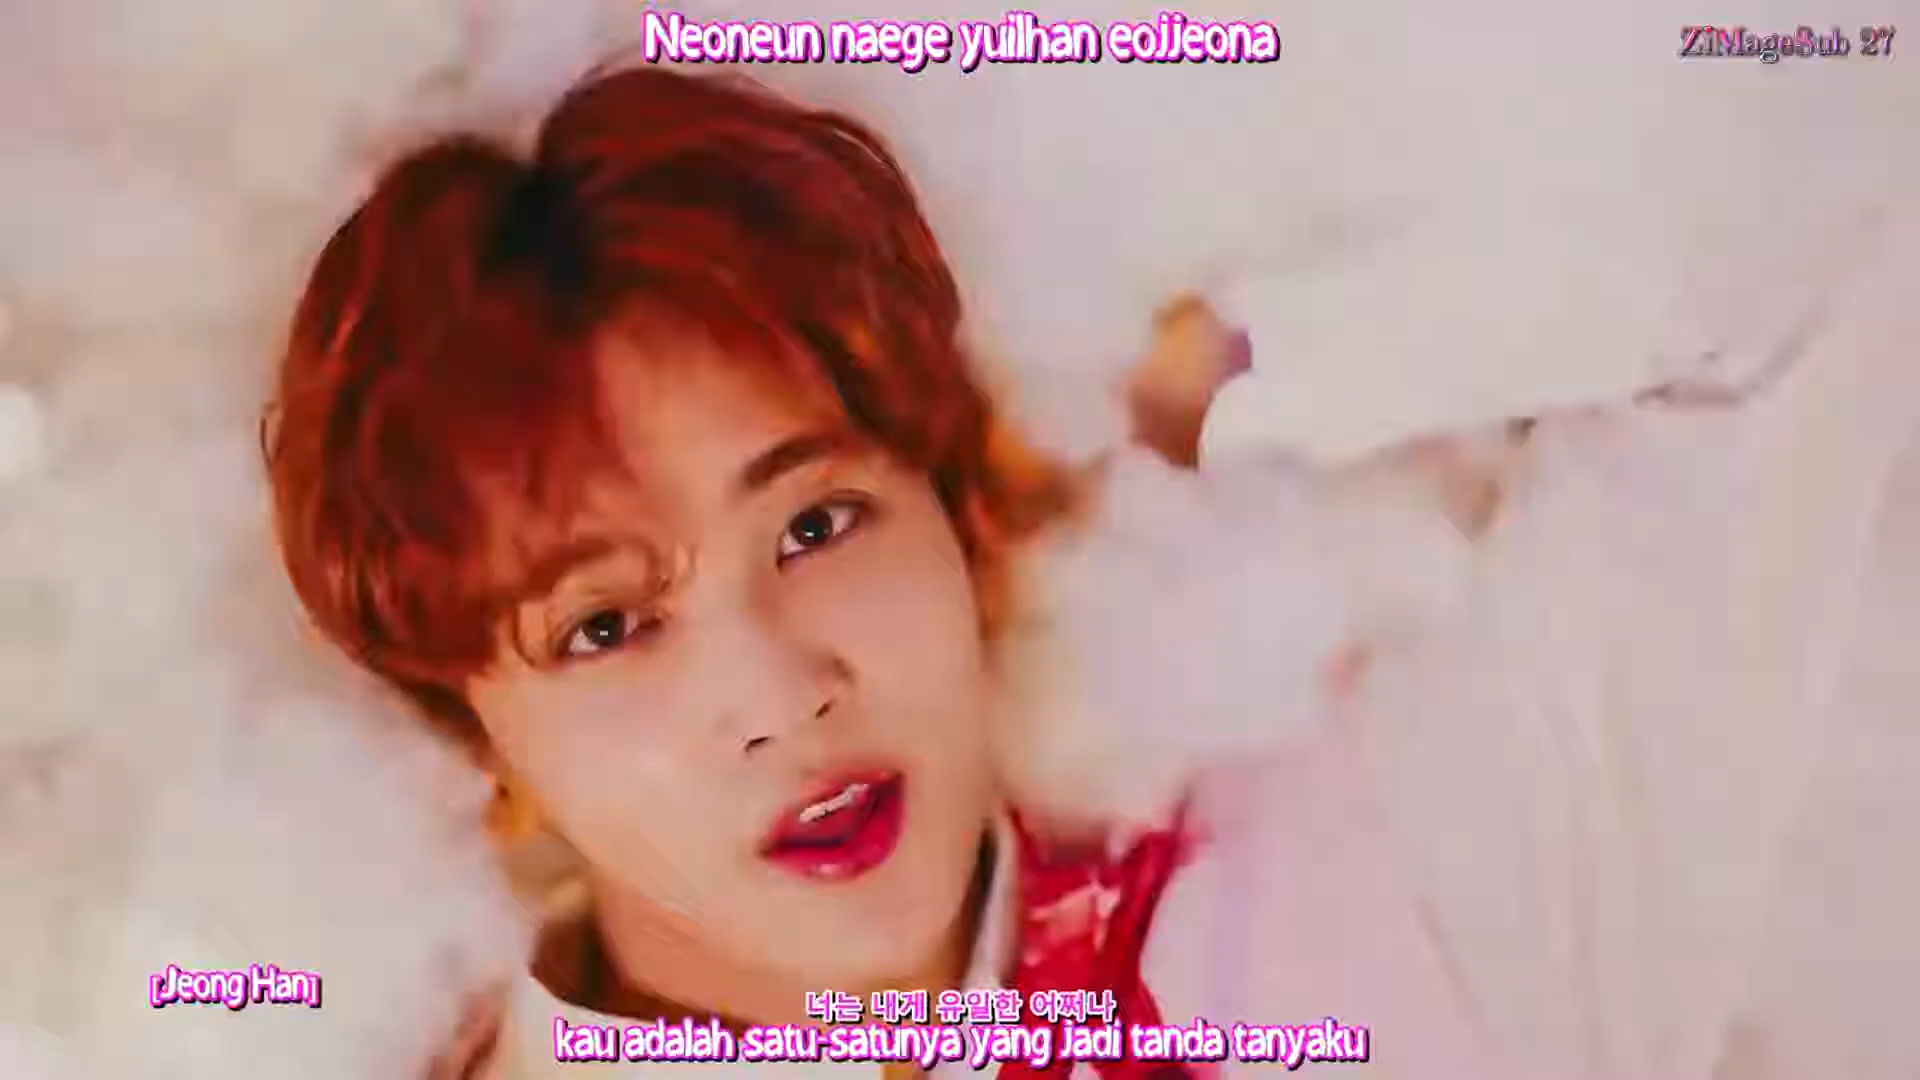 Neoneun naege yuilhan eojjeona
ZiMageSub 27
[Jeong Han]
너는 내게 유일한 어쩌나
kau adalah satu-satunya yang jadi tanda tanyaku